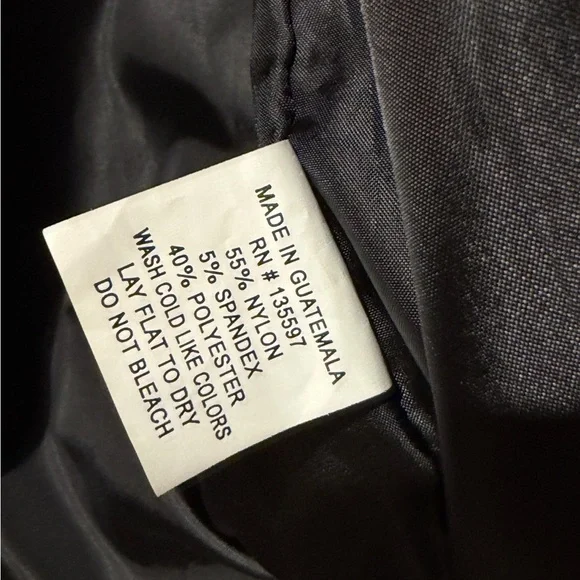 MADE IN GUATEMALA
RN # 135597
55% NYLON
5% SPANDEX
40% POLYESTER
WASH COLD LIKE COLORS
LAY FLAT TO DRY
DO NOT BLEACH